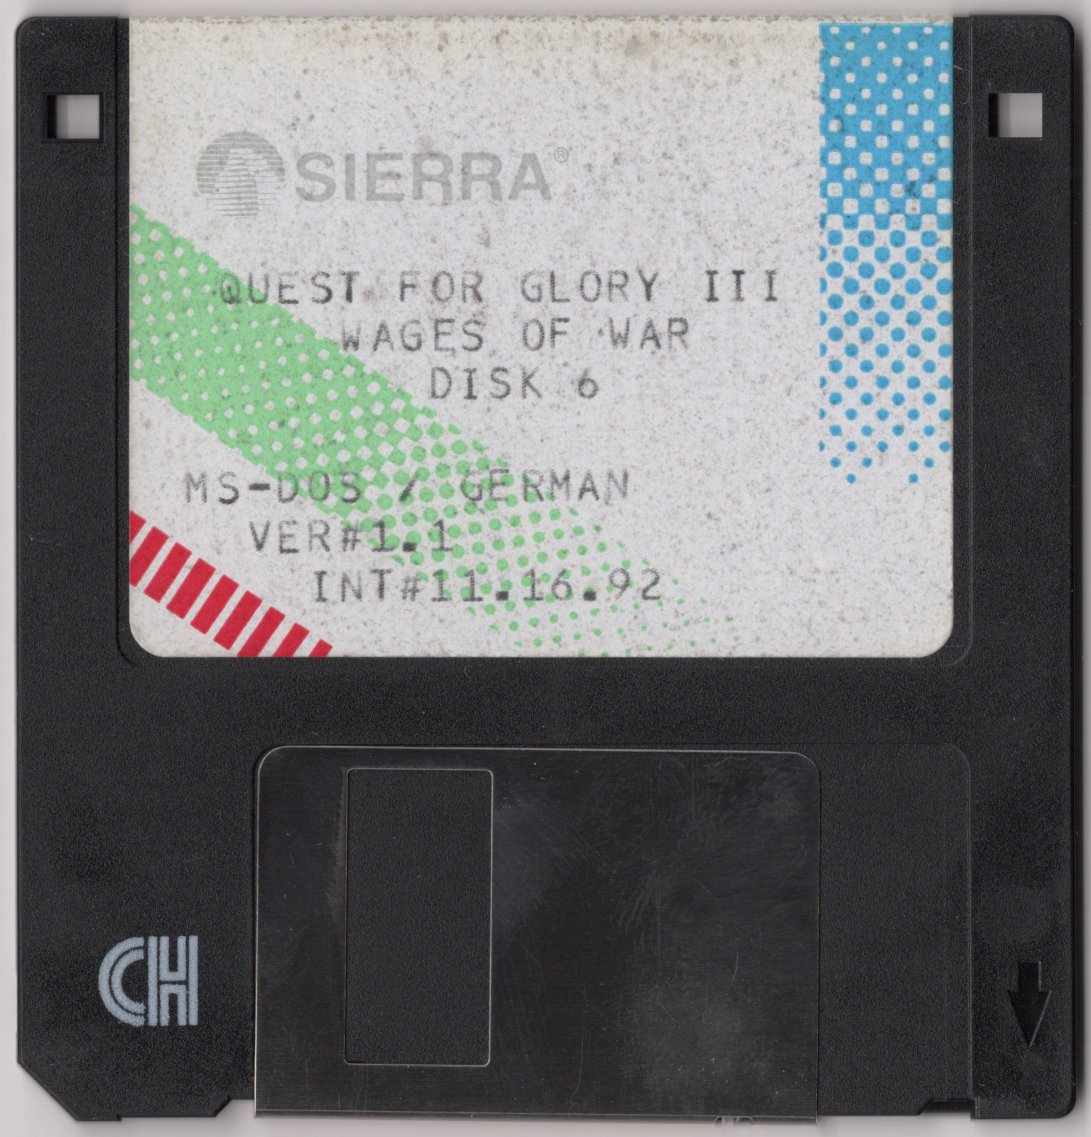 SIERRA®
QUEST FOR GLORY III
WAGES OF WAR
DISK 6
MS-DOS / GERMAN
VER#1.1
INT#11.16.92
CH